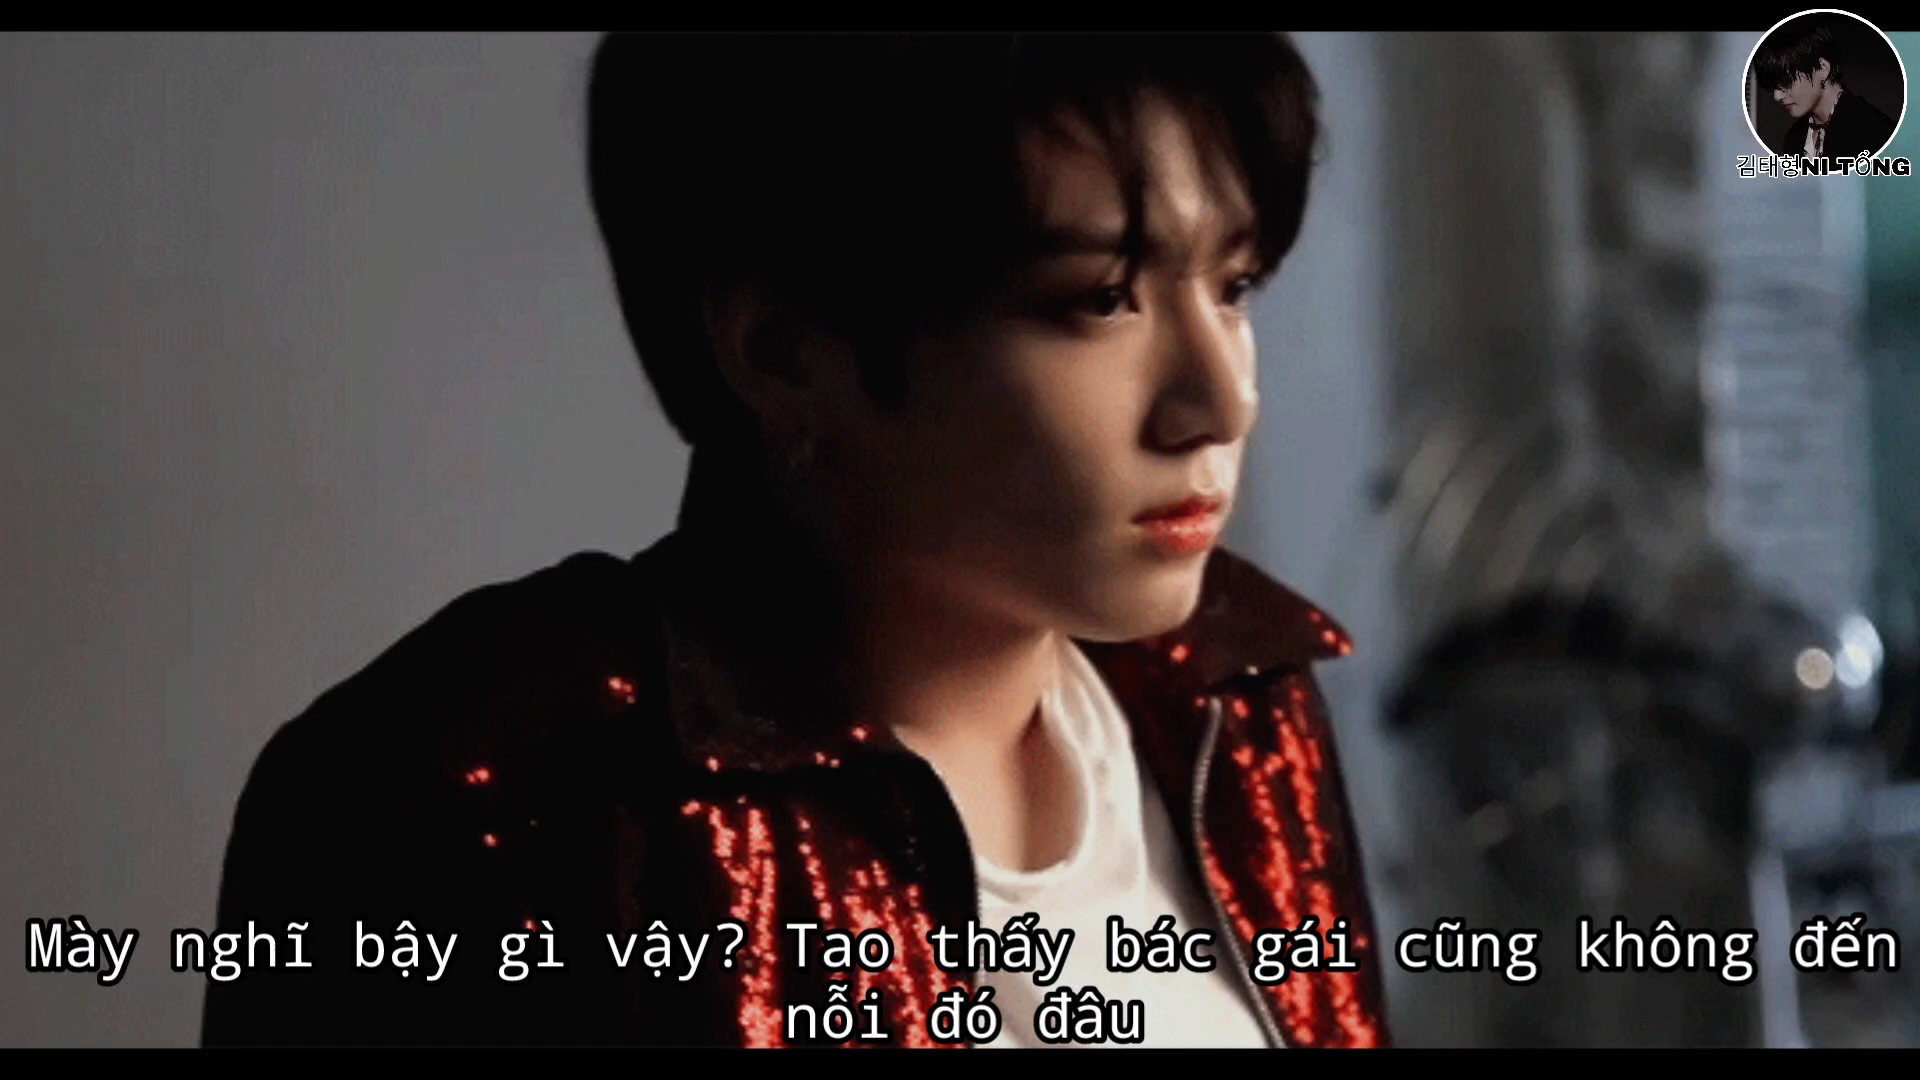 김태형NI TỔNG
Mày nghĩ bậy gì vậy? Tao thấy bác gái cũng không đến
nỗi đó đâu